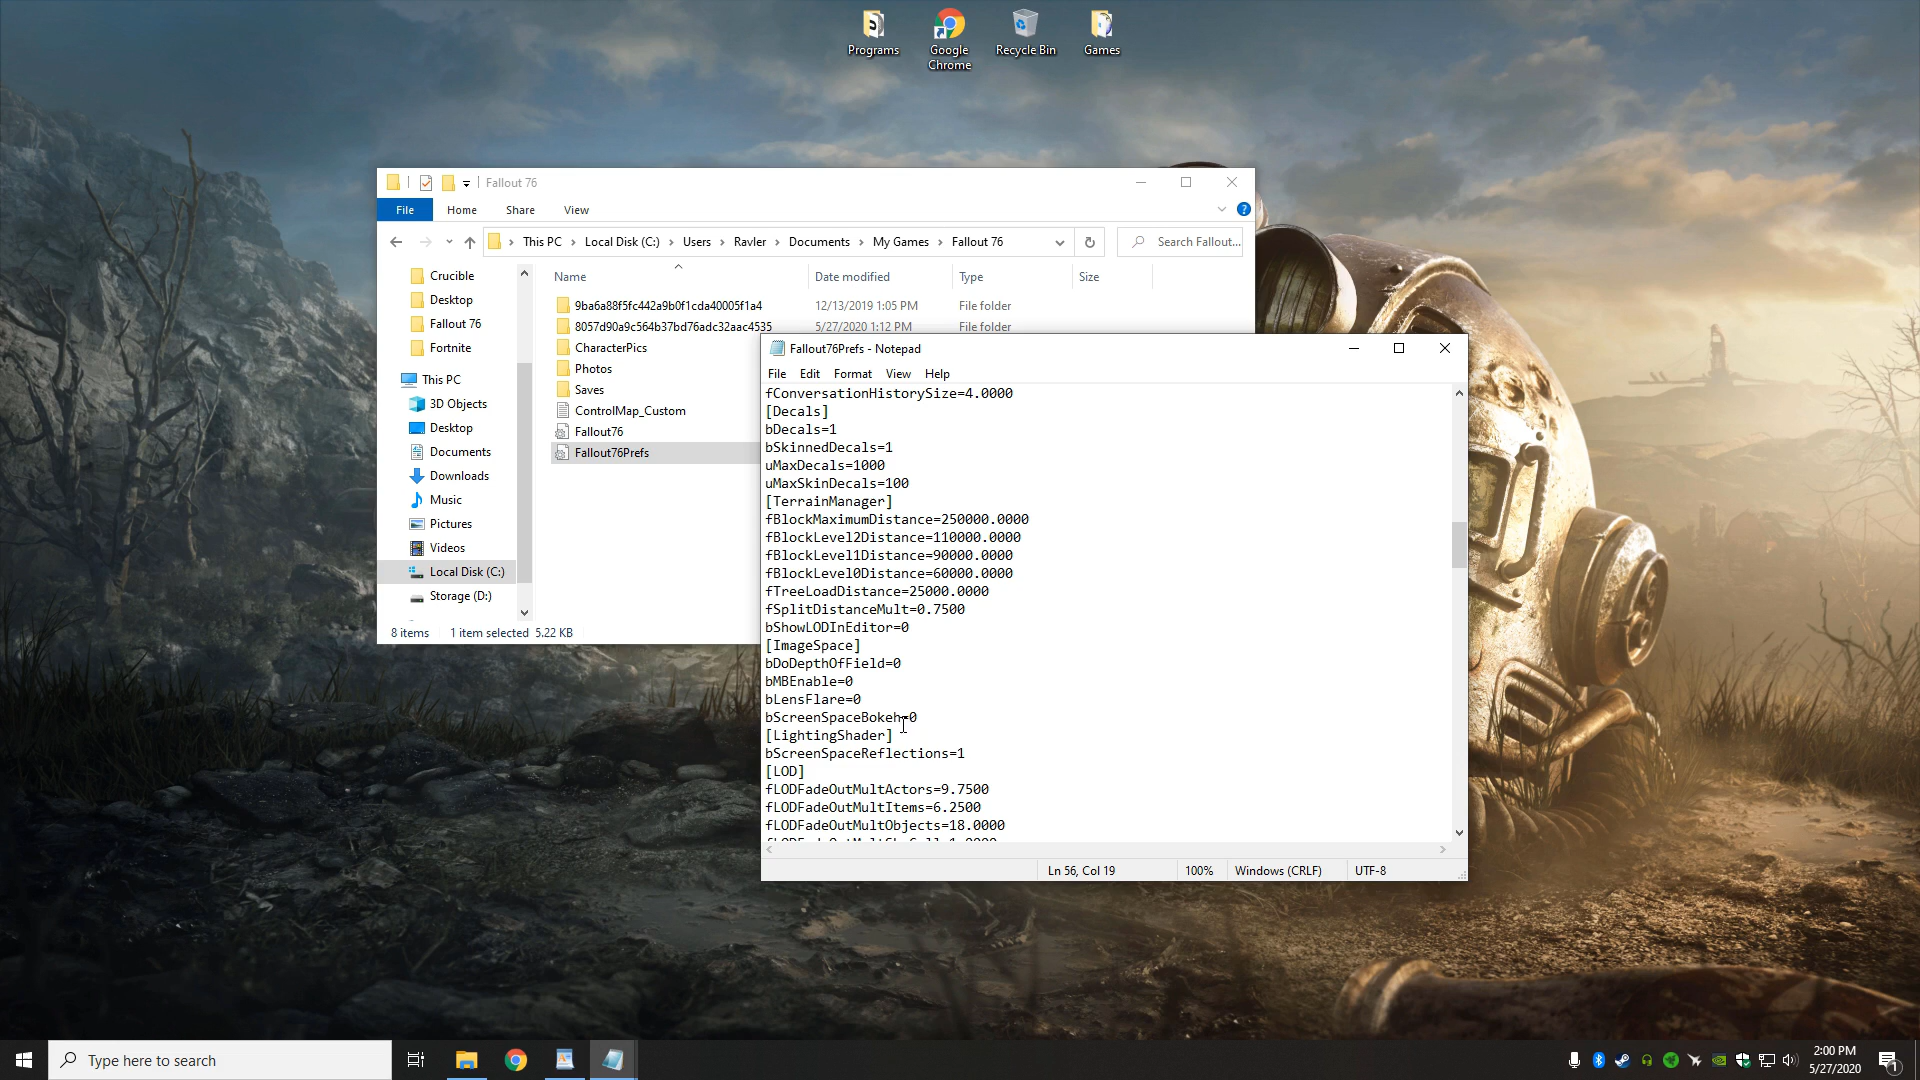 Programs
Google
Chrome
Recycle Bin
Games
Fallout 76
File
Home
Share
View
This PC
Local Disk (C:)
Users
Ravler
Documents
My Games
Fallout 76
Search Fallout...
Crucible
Desktop
Fallout 76
Fortnite
This PC
3D Objects
Desktop
Documents
Downloads
Music
Pictures
Videos
Local Disk (C:)
Storage (D:)
Name
Date modified
Type
Size
9ba6a88f5fc442a9b0f1cda40005f1a4 12/13/2019 1:05 PM File folder
8057d90a9c564b37bd76adc32aac4535 5/27/2020 1:12 PM File folder
CharacterPics
Photos
Saves
ControlMap_Custom
Fallout76
Fallout76Prefs
8 items 1 item selected 5.22 KB
Fallout76Prefs - Notepad
File Edit Format View Help
fConversationHistorySize=4.0000
[Decals]
bDecals=1
bSkinnedDecals=1
uMaxDecals=1000
uMaxSkinDecals=100
[TerrainManager]
fBlockMaximumDistance=250000.0000
fBlockLevel2Distance=110000.0000
fBlockLevel1Distance=90000.0000
fBlockLevel0Distance=60000.0000
fTreeLoadDistance=25000.0000
fSplitDistanceMult=0.7500
bShowLODInEditor=0
[ImageSpace]
bDoDepthOfField=0
bMBEnable=0
bLensFlare=0
bScreenSpaceBokeh=0
[LightingShader]
bScreenSpaceReflections=1
[LOD]
fLODFadeOutMultActors=9.7500
fLODFadeOutMultItems=6.2500
fLODFadeOutMultObjects=18.0000
Ln 56, Col 19
100%
Windows (CRLF)
UTF-8
Type here to search
2:00 PM
5/27/2020
1